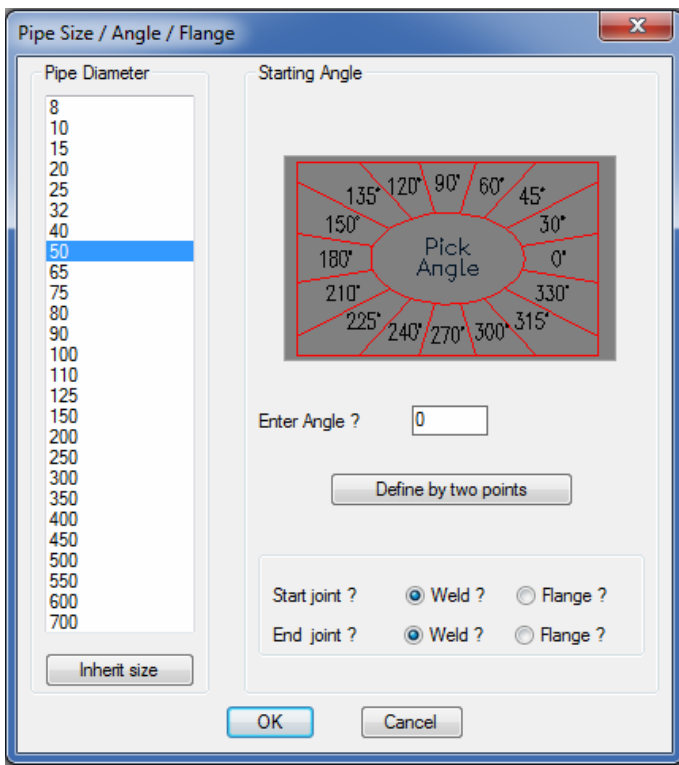 Pipe Size / Angle / Flange
Pipe Diameter
8
10
15
20
25
32
40
50
65
75
80
90
100
110
125
150
200
250
300
350
400
450
500
550
600
700
Inherit size
Starting Angle
135° 120° 90° 60° 45°
150° 30°
Pick
180° 0°
Angle
210° 330°
225° 240° 270° 300° 315°
Enter Angle ? 0
Define by two points
Start joint ? Weld ? Flange ?
End joint ? Weld ? Flange ?
OK Cancel